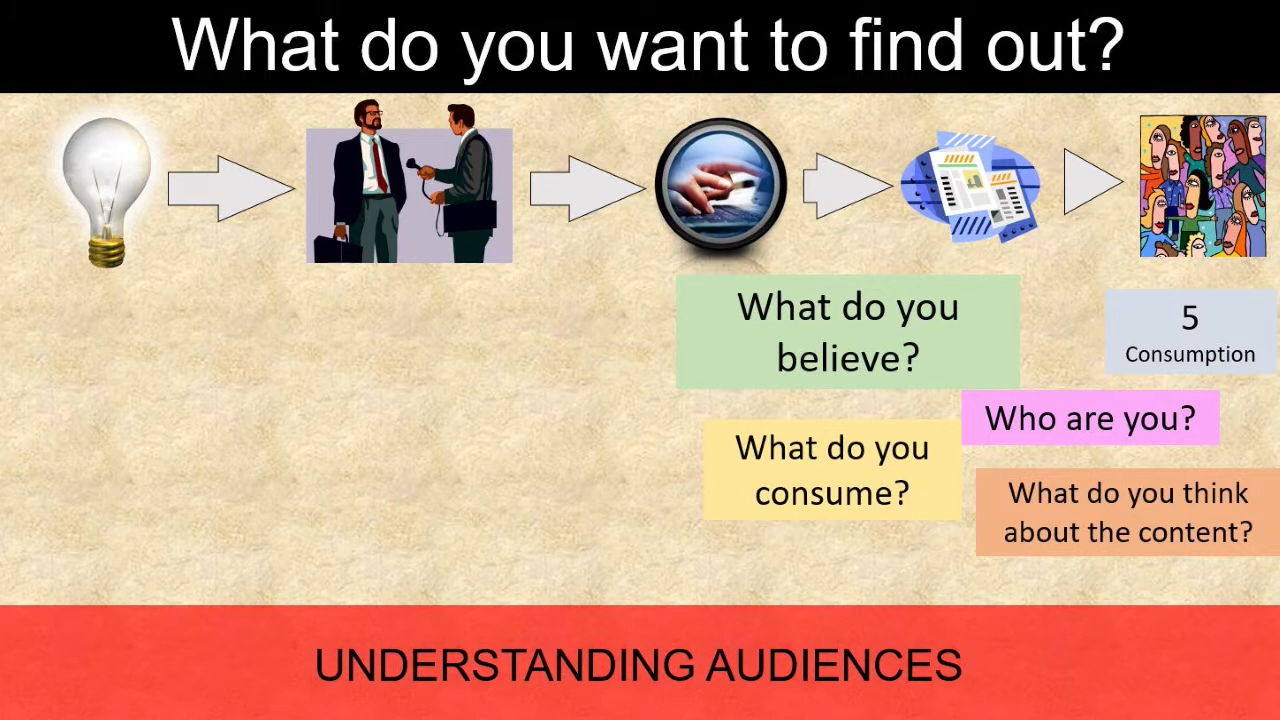 What do you want to find out?
What do you
believe?
5
Consumption
Who are you?
What do you
consume?
What do you think
about the content?
UNDERSTANDING AUDIENCES